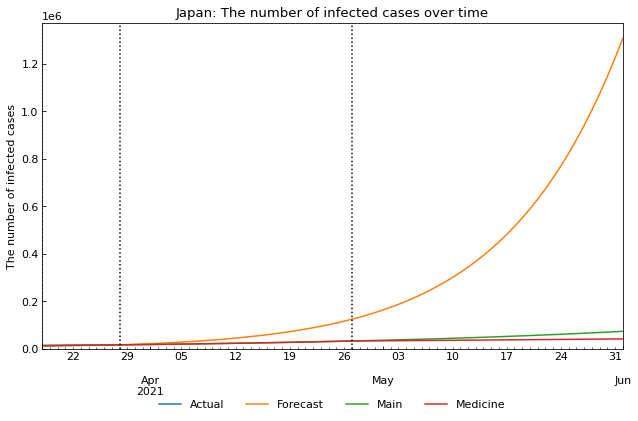 Japan: The number of infected cases over time
1e6
The number of infected cases
1.2
1.0
0.8
0.6
0.4
0.2
0.0
22 29 05 12 19 26 03 10 17 24 31
Apr May Jun
2021
Actual Forecast Main Medicine